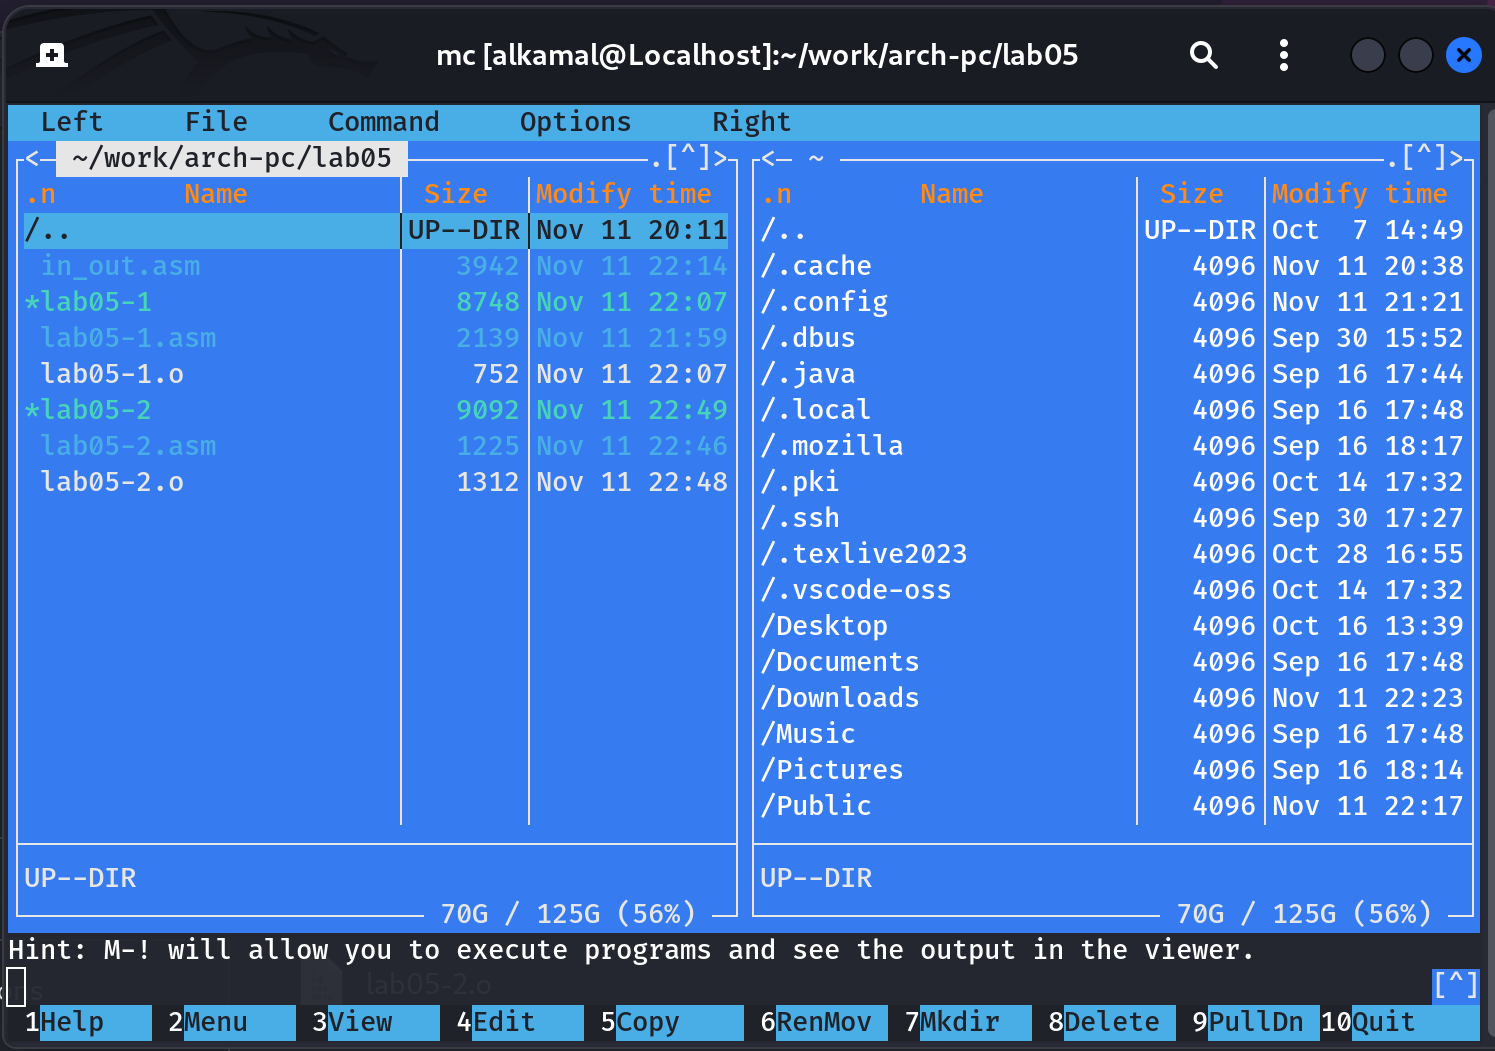 mc [alkamal@Localhost]:~/work/arch-pc/lab05
Left File Command Options Right
<─ ~/work/arch-pc/lab05 .[^]>
.n Name Size Modify time
/.. UP--DIR Nov 11 20:11
in_out.asm 3942 Nov 11 22:14
*lab05-1 8748 Nov 11 22:07
lab05-1.asm 2139 Nov 11 21:59
lab05-1.o 752 Nov 11 22:07
*lab05-2 9092 Nov 11 22:49
lab05-2.asm 1225 Nov 11 22:46
lab05-2.o 1312 Nov 11 22:48
UP--DIR
70G / 125G (56%)
<─ ~ .[^]>
.n Name Size Modify time
/.. UP--DIR Oct 7 14:49
/.cache 4096 Nov 11 20:38
/.config 4096 Nov 11 21:21
/.dbus 4096 Sep 30 15:52
/.java 4096 Sep 16 17:44
/.local 4096 Sep 16 17:48
/.mozilla 4096 Sep 16 18:17
/.pki 4096 Oct 14 17:32
/.ssh 4096 Sep 30 17:27
/.texlive2023 4096 Oct 28 16:55
/.vscode-oss 4096 Oct 14 17:32
/Desktop 4096 Oct 16 13:39
/Documents 4096 Sep 16 17:48
/Downloads 4096 Nov 11 22:23
/Music 4096 Sep 16 17:48
/Pictures 4096 Sep 16 18:14
/Public 4096 Nov 11 22:17
UP--DIR
70G / 125G (56%)
Hint: M-! will allow you to execute programs and see the output in the viewer.
lab05-2.o
[^]
1Help 2Menu 3View 4Edit 5Copy 6RenMov 7Mkdir 8Delete 9PullDn 10Quit